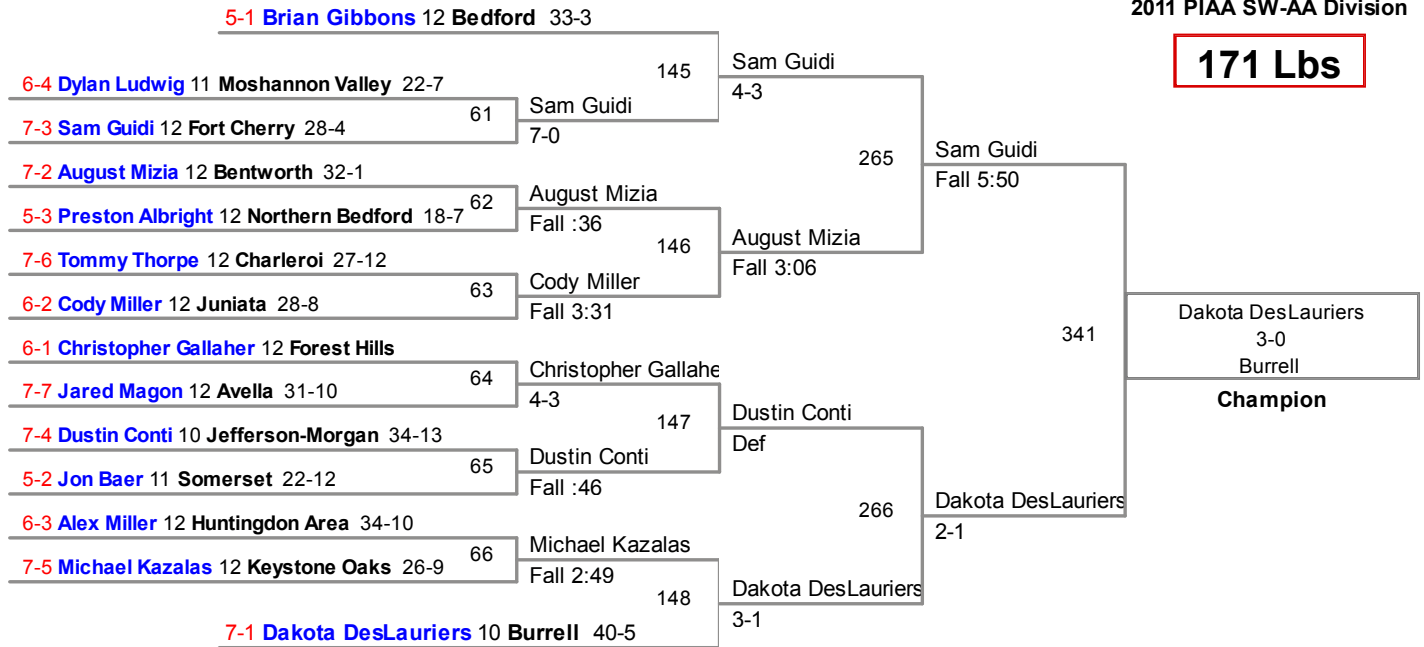 2011 PIAA SW-AA Division
171 Lbs
5-1 Brian Gibbons 12 Bedford 33-3
6-4 Dylan Ludwig 11 Moshannon Valley 22-7
7-3 Sam Guidi 12 Fort Cherry 28-4
7-2 August Mizia 12 Bentworth 32-1
5-3 Preston Albright 12 Northern Bedford 18-7
7-6 Tommy Thorpe 12 Charleroi 27-12
6-2 Cody Miller 12 Juniata 28-8
6-1 Christopher Gallaher 12 Forest Hills
7-7 Jared Magon 12 Avella 31-10
7-4 Dustin Conti 10 Jefferson-Morgan 34-13
5-2 Jon Baer 11 Somerset 22-12
6-3 Alex Miller 12 Huntingdon Area 34-10
7-5 Michael Kazalas 12 Keystone Oaks 26-9
7-1 Dakota DesLauriers 10 Burrell 40-5
61
62
63
64
65
66
Sam Guidi
7-0
August Mizia
Fall :36
Cody Miller
Fall 3:31
Christopher Gallahe
4-3
Dustin Conti
Fall :46
Michael Kazalas
Fall 2:49
145
146
147
148
Sam Guidi
4-3
August Mizia
Fall 3:06
Dustin Conti
Def
Dakota DesLauriers
3-1
265
266
Sam Guidi
Fall 5:50
Dakota DesLauriers
2-1
341
Dakota DesLauriers
3-0
Burrell
Champion